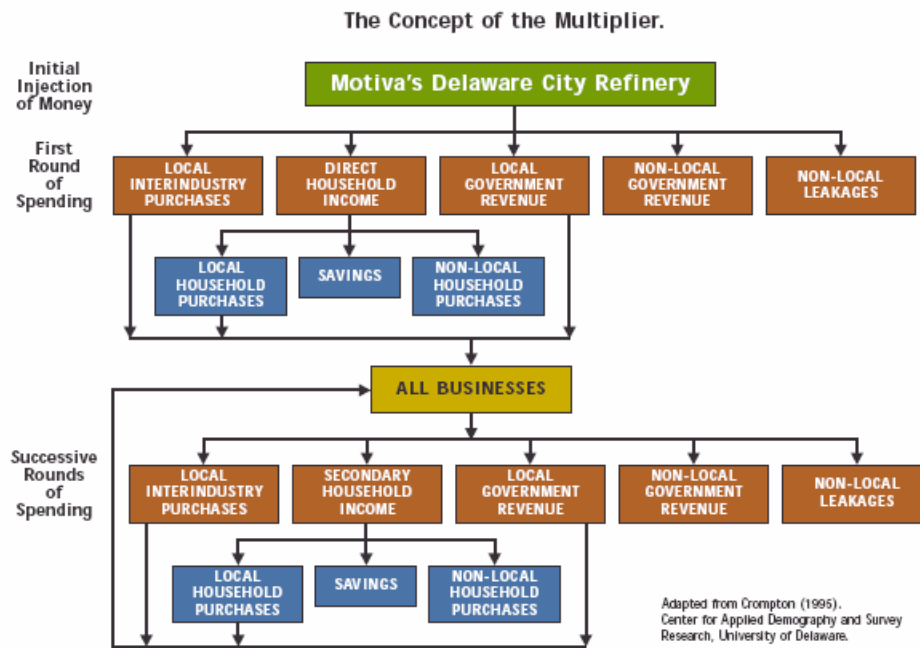 The Concept of the Multiplier.
Initial
Injection
of Money
Motiva's Delaware City Refinery
First
Round
of
Spending
LOCAL
INTERINDUSTRY
PURCHASES
DIRECT
HOUSEHOLD
INCOME
LOCAL
GOVERNMENT
REVENUE
NON-LOCAL
GOVERNMENT
REVENUE
NON-LOCAL
LEAKAGES
LOCAL
HOUSEHOLD
PURCHASES
SAVINGS
NON-LOCAL
HOUSEHOLD
PURCHASES
ALL BUSINESSES
Successive
Rounds
of
Spending
LOCAL
INTERINDUSTRY
PURCHASES
SECONDARY
HOUSEHOLD
INCOME
LOCAL
GOVERNMENT
REVENUE
NON-LOCAL
GOVERNMENT
REVENUE
NON-LOCAL
LEAKAGES
LOCAL
HOUSEHOLD
PURCHASES
SAVINGS
NON-LOCAL
HOUSEHOLD
PURCHASES
Adapted from Crompton (1995).
Center for Applied Demography and Survey
Research, University of Delaware.